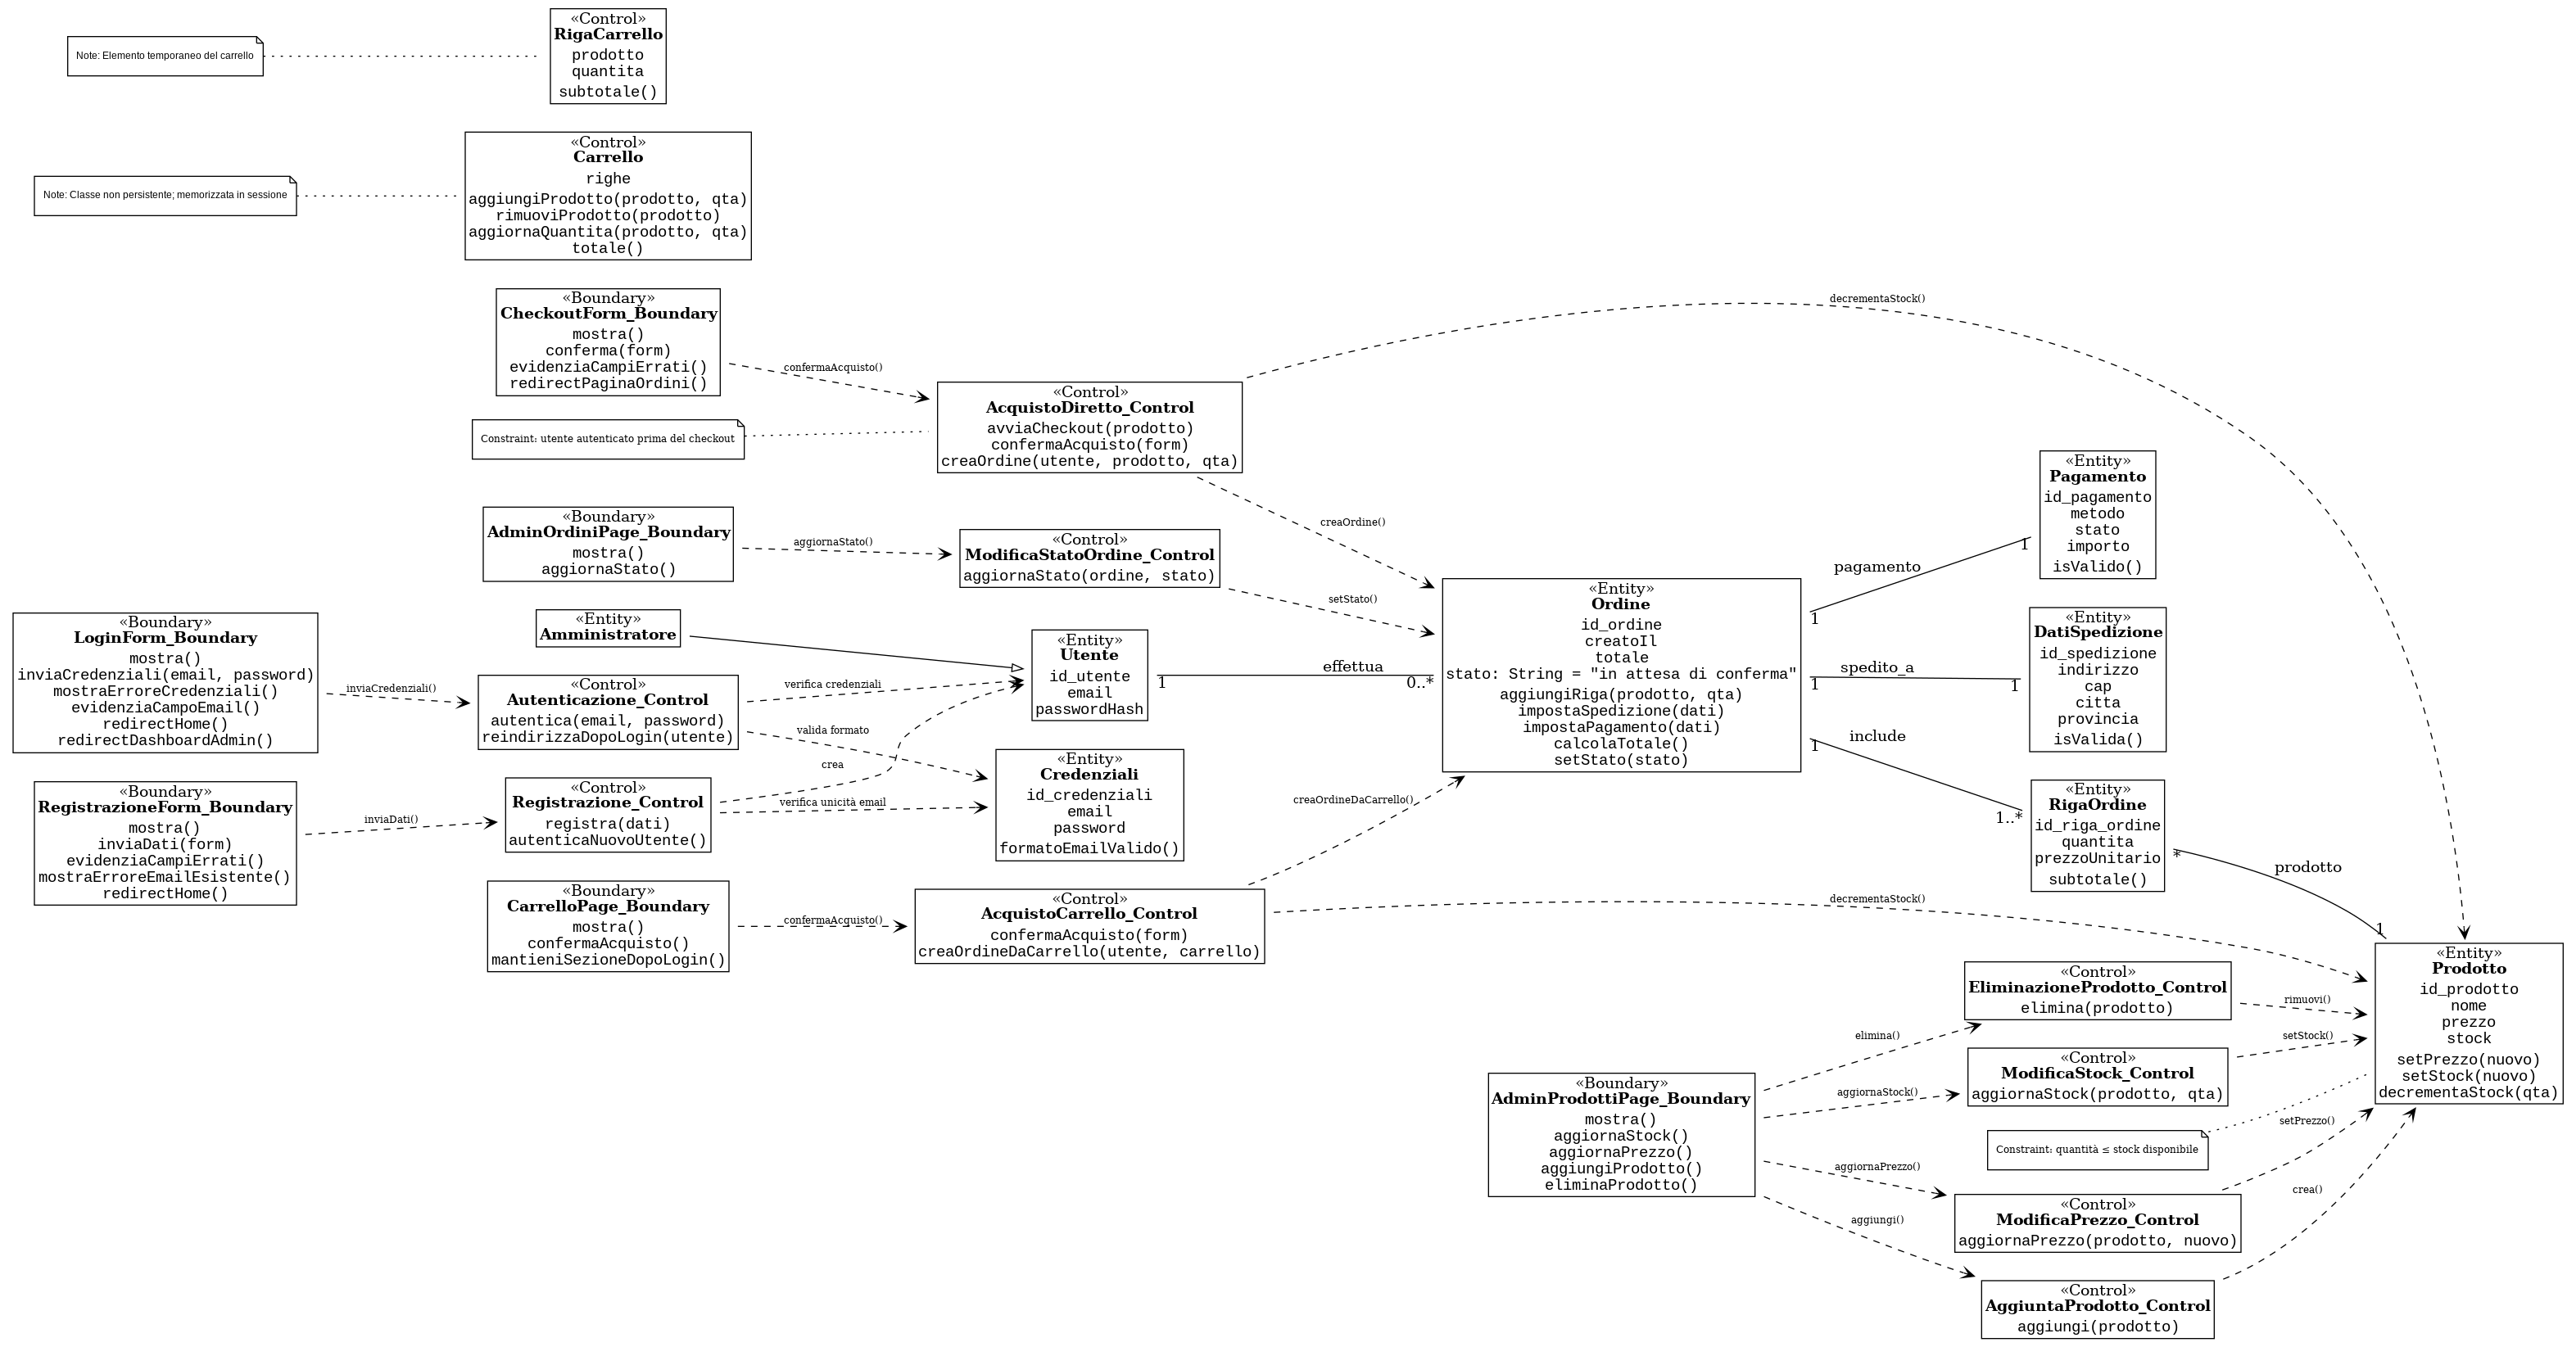 «Control»
RigaCarrello
prodotto
quantita
subtotale()
Note: Elemento temporaneo del carrello
«Control»
Carrello
righe
aggiungiProdotto(prodotto, qta)
rimuoviProdotto(prodotto)
aggiornaQuantita(prodotto, qta)
totale()
Note: Classe non persistente; memorizzata in sessione
«Boundary»
CheckoutForm_Boundary
mostra()
conferma(form)
evidenziaCampiErrati()
redirectPaginaOrdini()
confermaAcquisto()
decrementaStock()
«Control»
AcquistoDiretto_Control
avviaCheckout(prodotto)
confermaAcquisto(form)
creaOrdine(utente, prodotto, qta)
Constraint: utente autenticato prima del checkout
creaOrdine()
«Boundary»
AdminOrdiniPage_Boundary
mostra()
aggiornaStato()
aggiornaStato()
«Control»
ModificaStatoOrdine_Control
aggiornaStato(ordine, stato)
setStato()
«Entity»
Pagamento
id_pagamento
metodo
stato
importo
isValido()
pagamento
1
1
«Entity»
Ordine
id_ordine
creatoIl
totale
stato: String = "in attesa di conferma"
aggiungiRiga(prodotto, qta)
impostaSpedizione(dati)
impostaPagamento(dati)
calcolaTotale()
setStato(stato)
«Entity»
DatiSpedizione
id_spedizione
indirizzo
cap
citta
provincia
isValida()
spedito_a
1
1
«Entity»
Amministratore
«Entity»
Utente
id_utente
email
passwordHash
effettua
1
0..*
«Boundary»
LoginForm_Boundary
mostra()
inviaCredenziali(email, password)
mostraErroreCredenziali()
evidenziaCampoEmail()
redirectHome()
redirectDashboardAdmin()
inviaCredenziali()
«Control»
Autenticazione_Control
autentica(email, password)
reindirizzaDopoLogin(utente)
verifica credenziali
valida formato
crea
verifica unicità email
«Entity»
Credenziali
id_credenziali
email
password
formatoEmailValido()
include
1
1..*
«Entity»
RigaOrdine
id_riga_ordine
quantita
prezzoUnitario
subtotale()
prodotto
*
1
«Boundary»
RegistrazioneForm_Boundary
mostra()
inviaDati(form)
evidenziaCampiErrati()
mostraErroreEmailEsistente()
redirectHome()
inviaDati()
«Control»
Registrazione_Control
registra(dati)
autenticaNuovoUtente()
creaOrdineDaCarrello()
«Boundary»
CarrelloPage_Boundary
mostra()
confermaAcquisto()
mantieniSezioneDopoLogin()
confermaAcquisto()
«Control»
AcquistoCarrello_Control
confermaAcquisto(form)
creaOrdineDaCarrello(utente, carrello)
decrementaStock()
«Entity»
Prodotto
id_prodotto
nome
prezzo
stock
setPrezzo(nuovo)
setStock(nuovo)
decrementaStock(qta)
«Control»
EliminazioneProdotto_Control
elimina(prodotto)
rimuovi()
elimina()
«Control»
ModificaStock_Control
aggiornaStock(prodotto, qta)
setStock()
aggiornaStock()
«Boundary»
AdminProdottiPage_Boundary
mostra()
aggiornaStock()
aggiornaPrezzo()
aggiungiProdotto()
eliminaProdotto()
Constraint: quantità ≤ stock disponibile
setPrezzo()
aggiornaPrezzo()
«Control»
ModificaPrezzo_Control
aggiornaPrezzo(prodotto, nuovo)
crea()
aggiungi()
«Control»
AggiuntaProdotto_Control
aggiungi(prodotto)